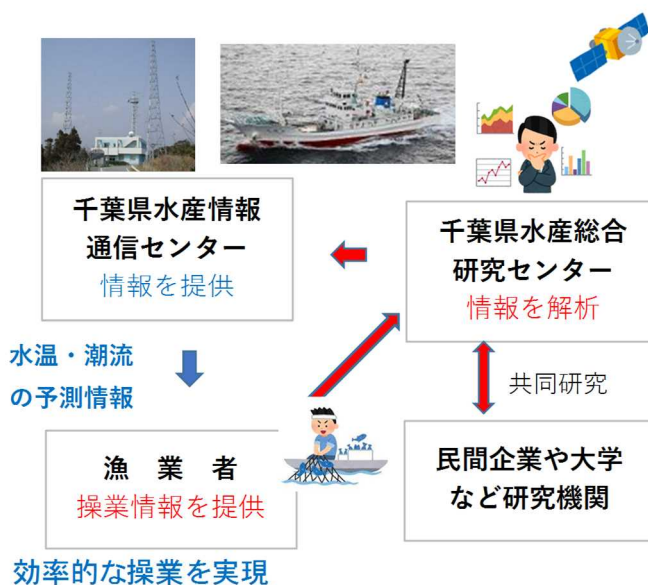 千葉県水産情報
通信センター
情報を提供
千葉県水産総合
研究センター
情報を解析
水温・潮流
の予測情報
共同研究
漁　業　者
操業情報を提供
民間企業や大学
など研究機関
効率的な操業を実現